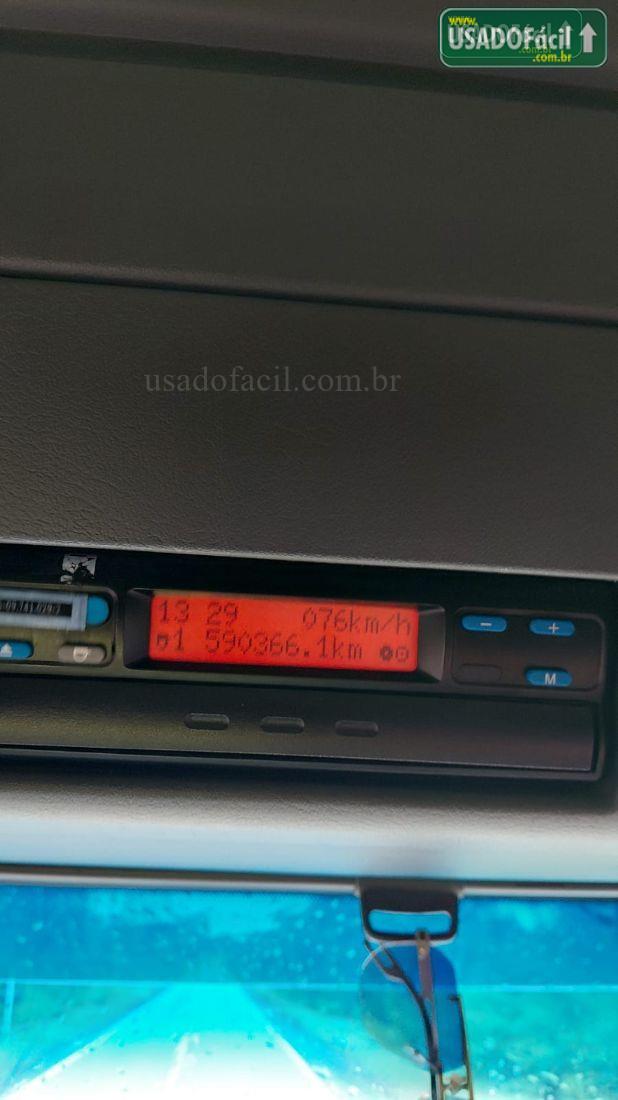 www.
USADOFácil
.com.br
usadofacil.com.br
13 29 076km/h
1 590366.1km
- +
M